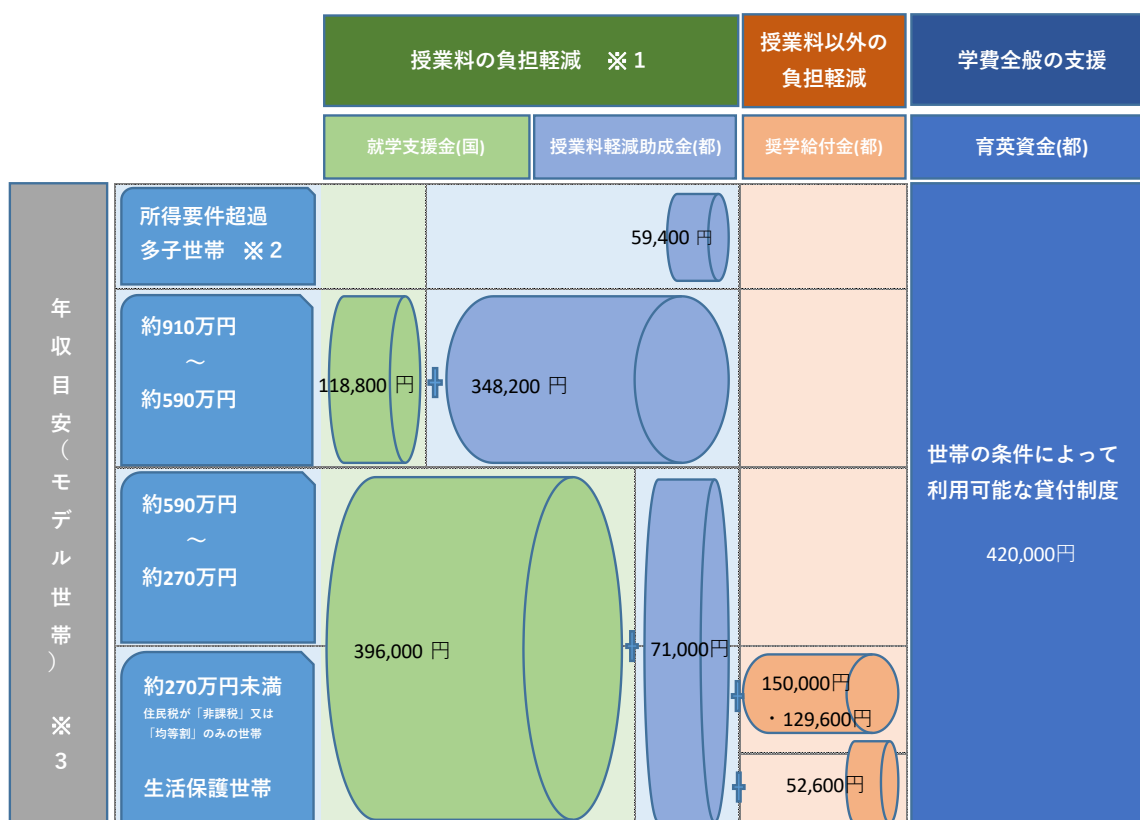 授業料の負担軽減 ※1
授業料以外の
負担軽減
学費全般の支援
就学支援金(国)
授業料軽減助成金(都)
奨学給付金(都)
育英資金(都)
年収目安(モデル世帯) ※3
所得要件超過
多子世帯 ※2
59,400 円
約910万円
～
約590万円
118,800 円
348,200 円
約590万円
～
約270万円
396,000 円
71,000円
約270万円未満
住民税が「非課税」又は
「均等割」のみの世帯
生活保護世帯
150,000円
・129,600円
52,600円
世帯の条件によって
利用可能な貸付制度
420,000円